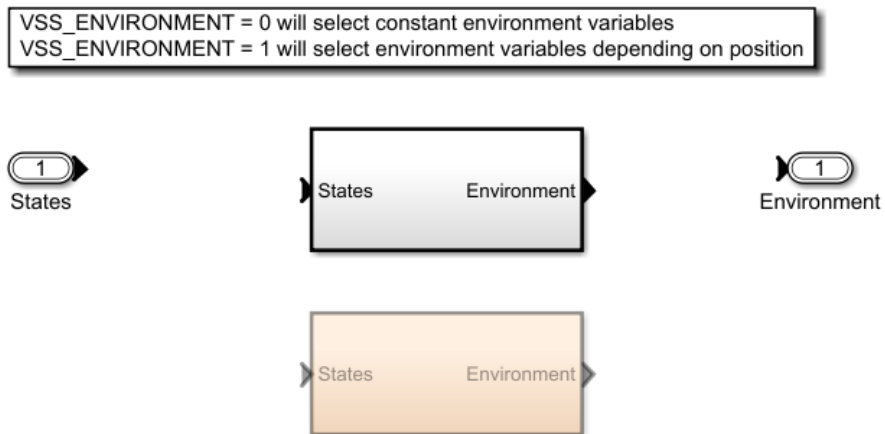 VSS_ENVIRONMENT = 0 will select constant environment variables
VSS_ENVIRONMENT = 1 will select environment variables depending on position
1
States
States Environment
1
Environment
States Environment